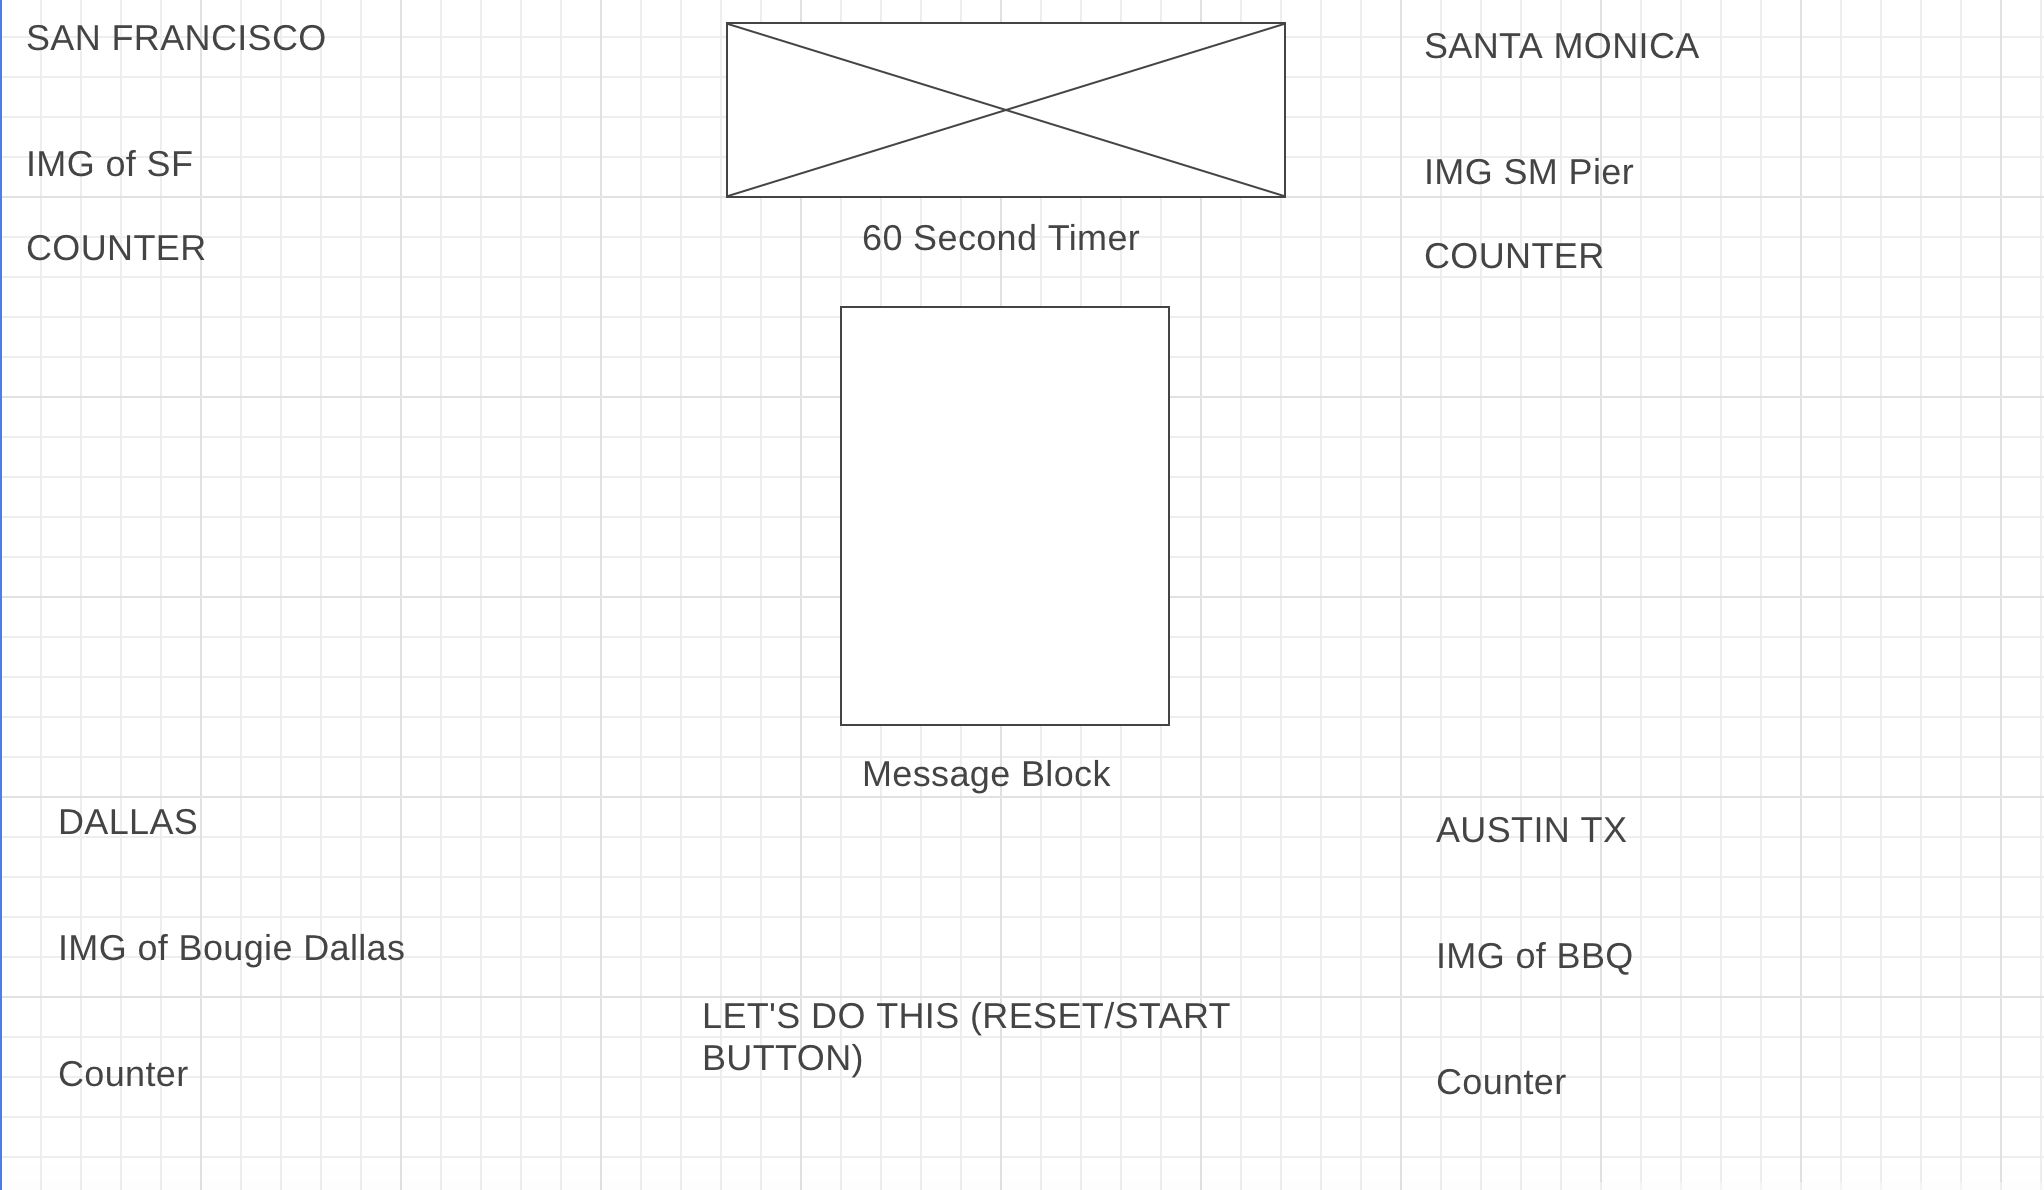 SAN FRANCISCO
IMG of SF
COUNTER
60 Second Timer
SANTA MONICA
IMG SM Pier
COUNTER
Message Block
DALLAS
IMG of Bougie Dallas
Counter
LET'S DO THIS (RESET/START
BUTTON)
AUSTIN TX
IMG of BBQ
Counter